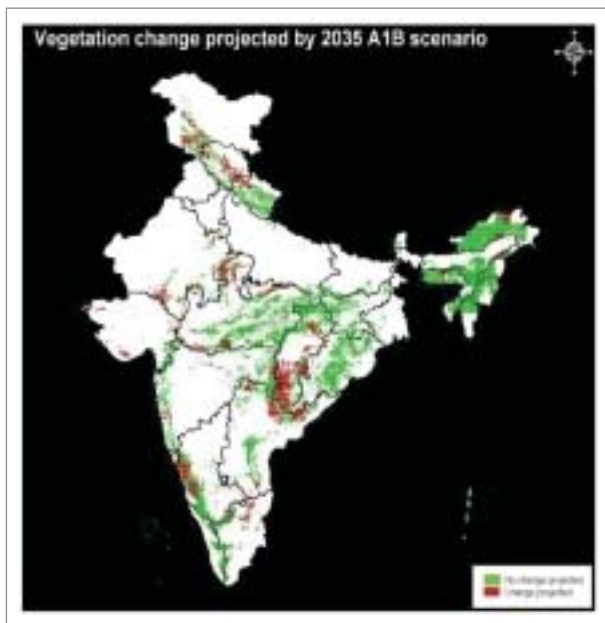 Vegetation change projected by 2035 A1B scenario
No change projected
Change projected